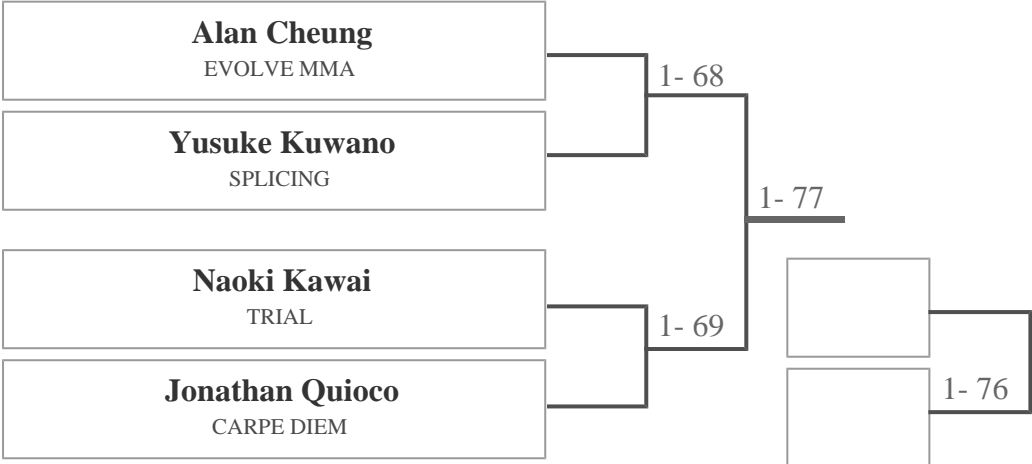 Alan Cheung
EVOLVE MMA
1- 68
Yusuke Kuwano
SPLICING
1- 77
Naoki Kawai
TRIAL
1- 69
Jonathan Quioco
CARPE DIEM
1- 76